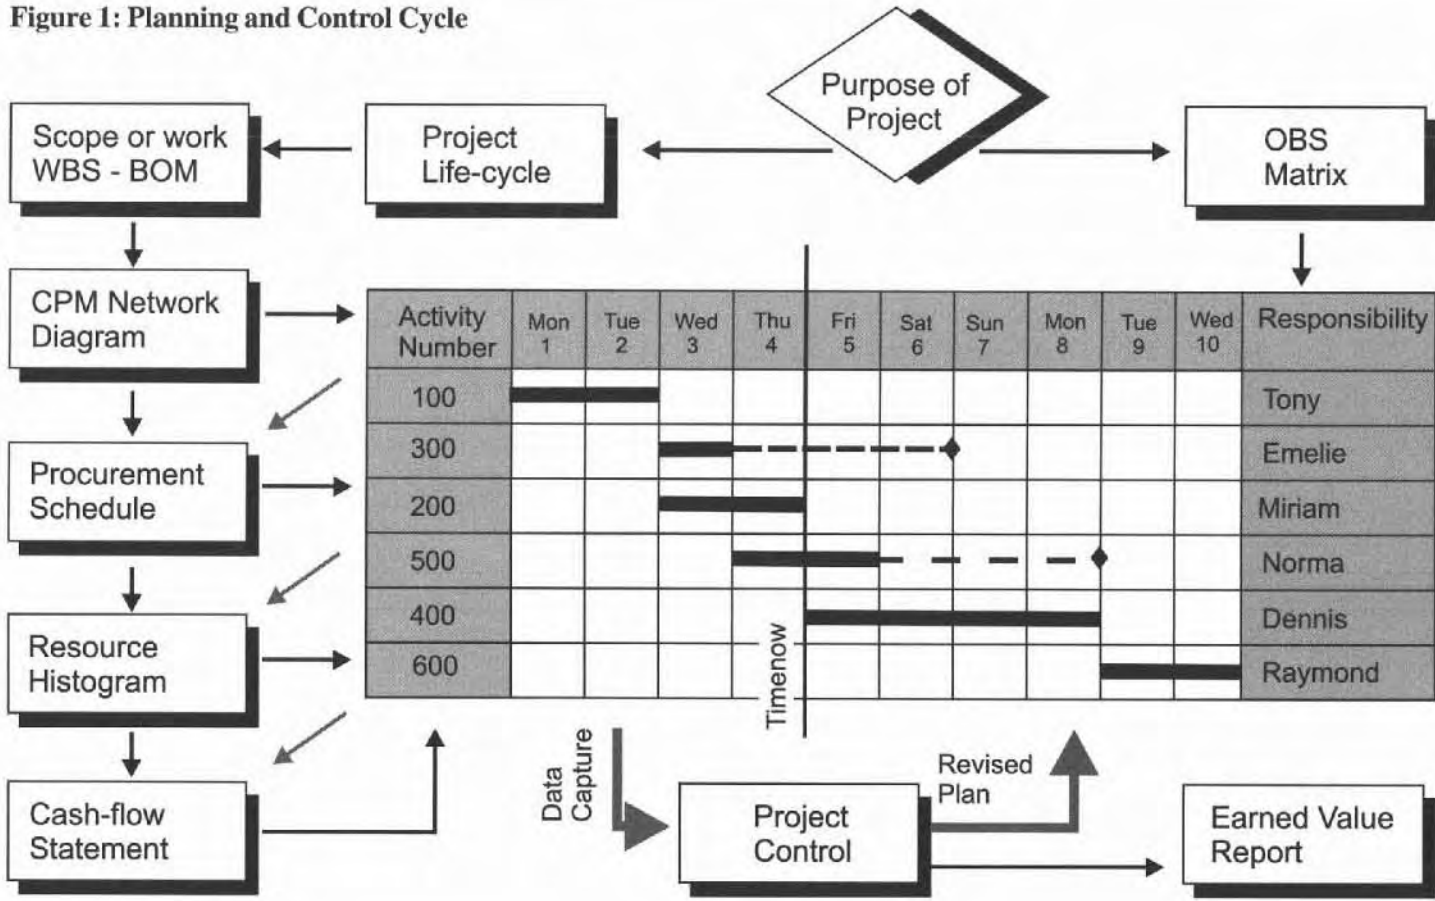 Figure 1: Planning and Control Cycle
Purpose of
Project
Scope or work
WBS - BOM
Project
Life-cycle
OBS
Matrix
CPM Network
Diagram
Activity
Number
Mon
1
Tue
2
Wed
3
Thu
4
Fri
5
Sat
6
Sun
7
Mon
8
Tue
9
Wed
10
Responsibility
100
Tony
300
Emelie
Procurement
Schedule
200
Miriam
500
Norma
400
Dennis
Resource
Histogram
600
Raymond
Timenow
Cash-flow
Statement
Data
Capture
Project
Control
Revised
Plan
Earned Value
Report